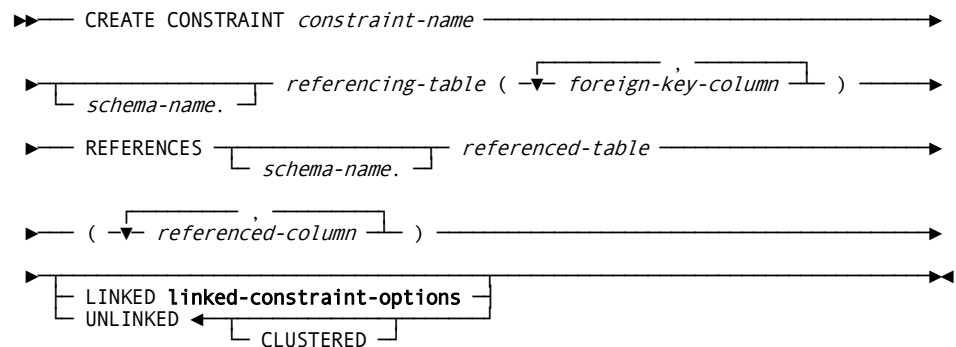 CREATE CONSTRAINT constraint-name
schema-name. referencing-table ( , foreign-key-column )
REFERENCES schema-name. referenced-table
( , referenced-column )
LINKED linked-constraint-options
UNLINKED CLUSTERED